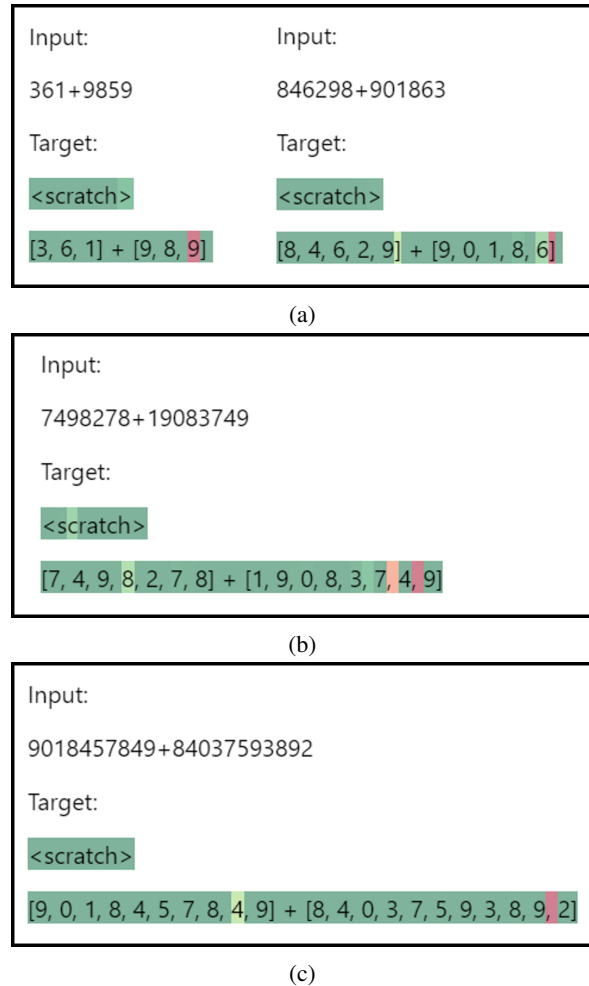 Input:
361+9859
Target:
<scratch>
[3, 6, 1] + [9, 8, 9]
Input:
846298+901863
Target:
<scratch>
[8, 4, 6, 2, 9] + [9, 0, 1, 8, 6]
(a)
Input:
7498278+19083749
Target:
<scratch>
[7, 4, 9, 8, 2, 7, 8] + [1, 9, 0, 8, 3, 7, 4, 9]
(b)
Input:
9018457849+84037593892
Target:
<scratch>
[9, 0, 1, 8, 4, 5, 7, 8, 4, 9] + [8, 4, 0, 3, 7, 5, 9, 3, 8, 9, 2]
(c)